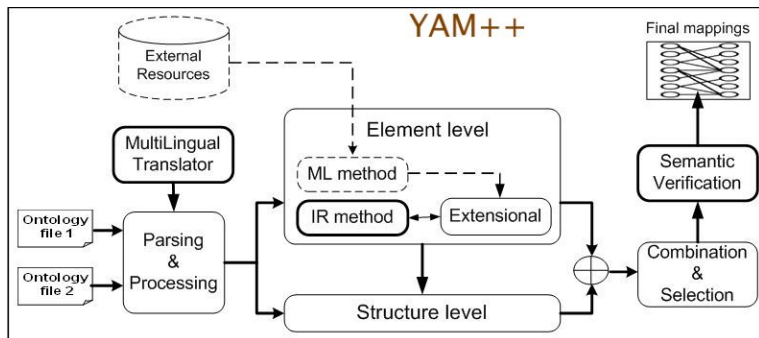 YAM++
External
Resources
Final mappings
MultiLingual
Translator
Element level
ML method
IR method
Extensional
Semantic
Verification
Ontology
file 1
Ontology
file 2
Parsing
&
Processing
Combination
&
Selection
Structure level